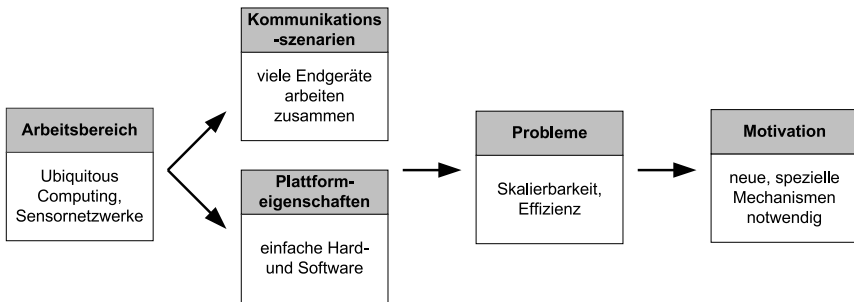 Arbeitsbereich
Ubiquitous
Computing,
Sensornetzwerke
Kommunikations
-szenarien
viele Endgeräte
arbeiten
zusammen
Plattform-
eigenschaften
einfache Hard-
und Software
Probleme
Skalierbarkeit,
Effizienz
Motivation
neue, spezielle
Mechanismen
notwendig